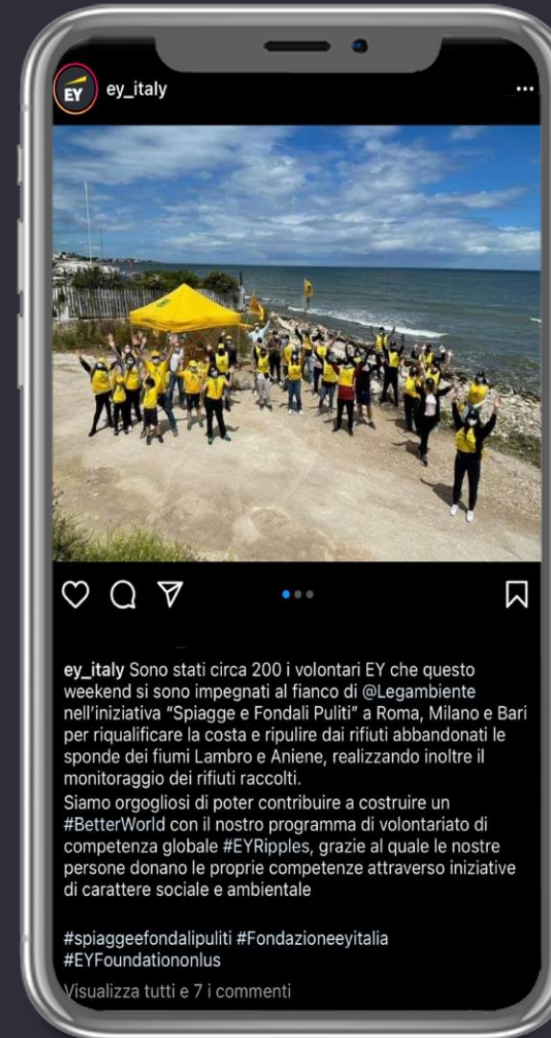 EY
ey_italy
ey_italy Sono stati circa 200 i volontari EY che questo
weekend si sono impegnati al fianco di @Legambiente
nell'iniziativa “Spiagge e Fondali Puliti” a Roma, Milano e Bari
per riqualificare la costa e ripulire dai rifiuti abbandonati le
sponde dei fiumi Lambro e Aniene, realizzando inoltre il
monitoraggio dei rifiuti raccolti.
Siamo orgogliosi di poter contribuire a costruire un
#BetterWorld con il nostro programma di volontariato di
competenza globale #EYRipples, grazie al quale le nostre
persone donano le proprie competenze attraverso iniziative
di carattere sociale e ambientale
#spiaggeefondalipuliti #Fondazioneeyitalia
#EYFoundationonlus
Visualizza tutti e 7 i commenti